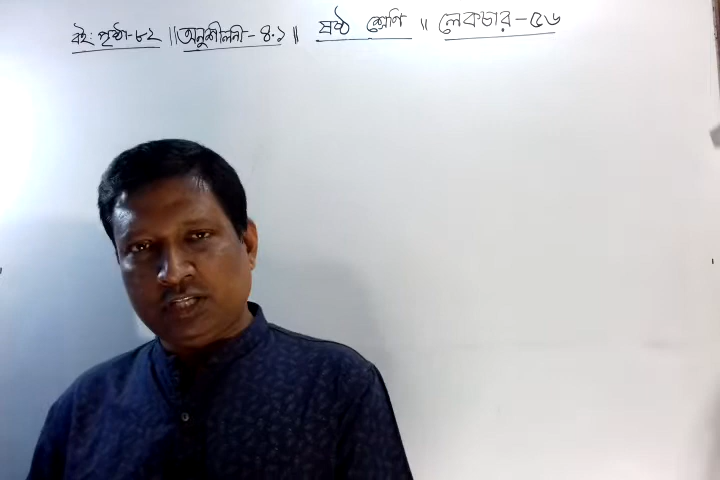 বই: পৃষ্ঠা-৮২ || অনুশীলনী-৪.১ || ষষ্ঠ শ্রেণি || লেকচার-৫৬